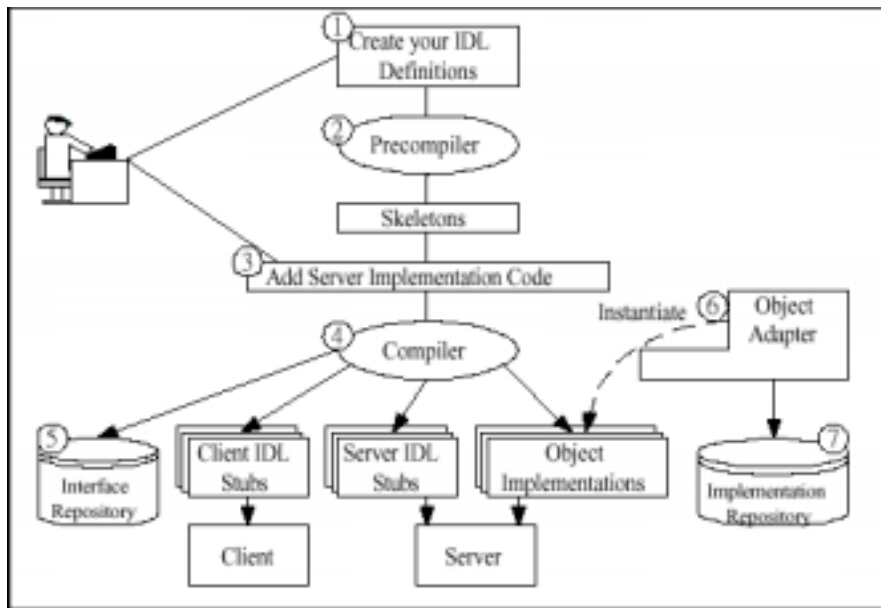 1
Create your IDL
Definitions
2
Precompiler
Skeletons
3
Add Server Implementation Code
4
Compiler
Instantiate
6
Object
Adapter
5
Interface
Repository
Client IDL
Stubs
Server IDL
Stubs
Object
Implementations
7
Implementation
Repository
Client
Server